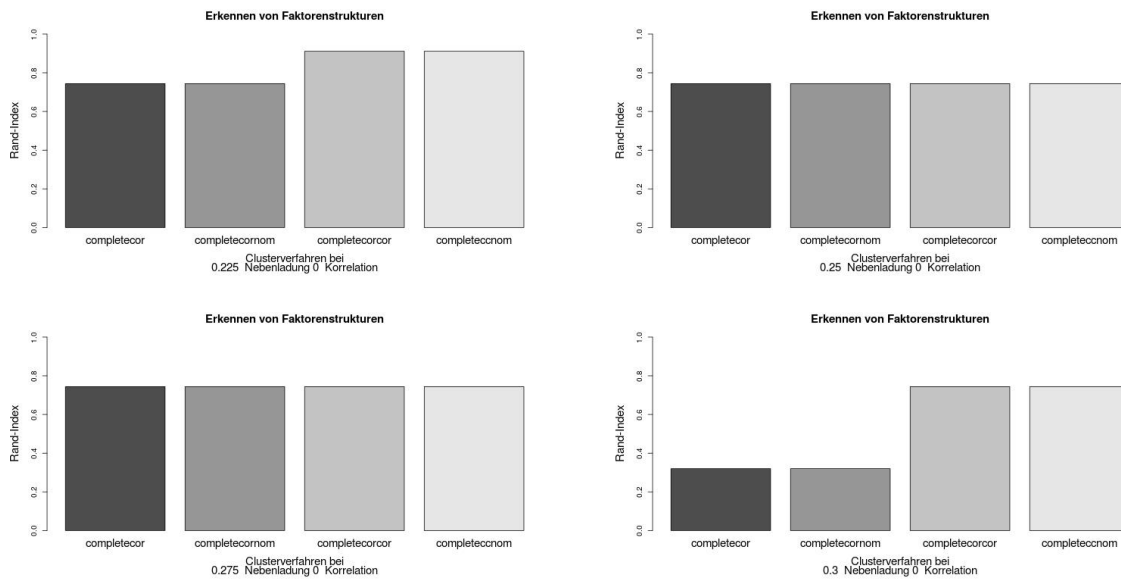 Erkennen von Faktorenstrukturen
Rand-Index
1.0
0.8
0.6
0.4
0.2
0.0
completecor completecornom completecorcor completeccnom
Clusterverfahren bei
0.225 Nebenladung 0 Korrelation
Erkennen von Faktorenstrukturen
Rand-Index
1.0
0.8
0.6
0.4
0.2
0.0
completecor completecornom completecorcor completeccnom
Clusterverfahren bei
0.25 Nebenladung 0 Korrelation
Erkennen von Faktorenstrukturen
Rand-Index
1.0
0.8
0.6
0.4
0.2
0.0
completecor completecornom completecorcor completeccnom
Clusterverfahren bei
0.275 Nebenladung 0 Korrelation
Erkennen von Faktorenstrukturen
Rand-Index
1.0
0.8
0.6
0.4
0.2
0.0
completecor completecornom completecorcor completeccnom
Clusterverfahren bei
0.3 Nebenladung 0 Korrelation